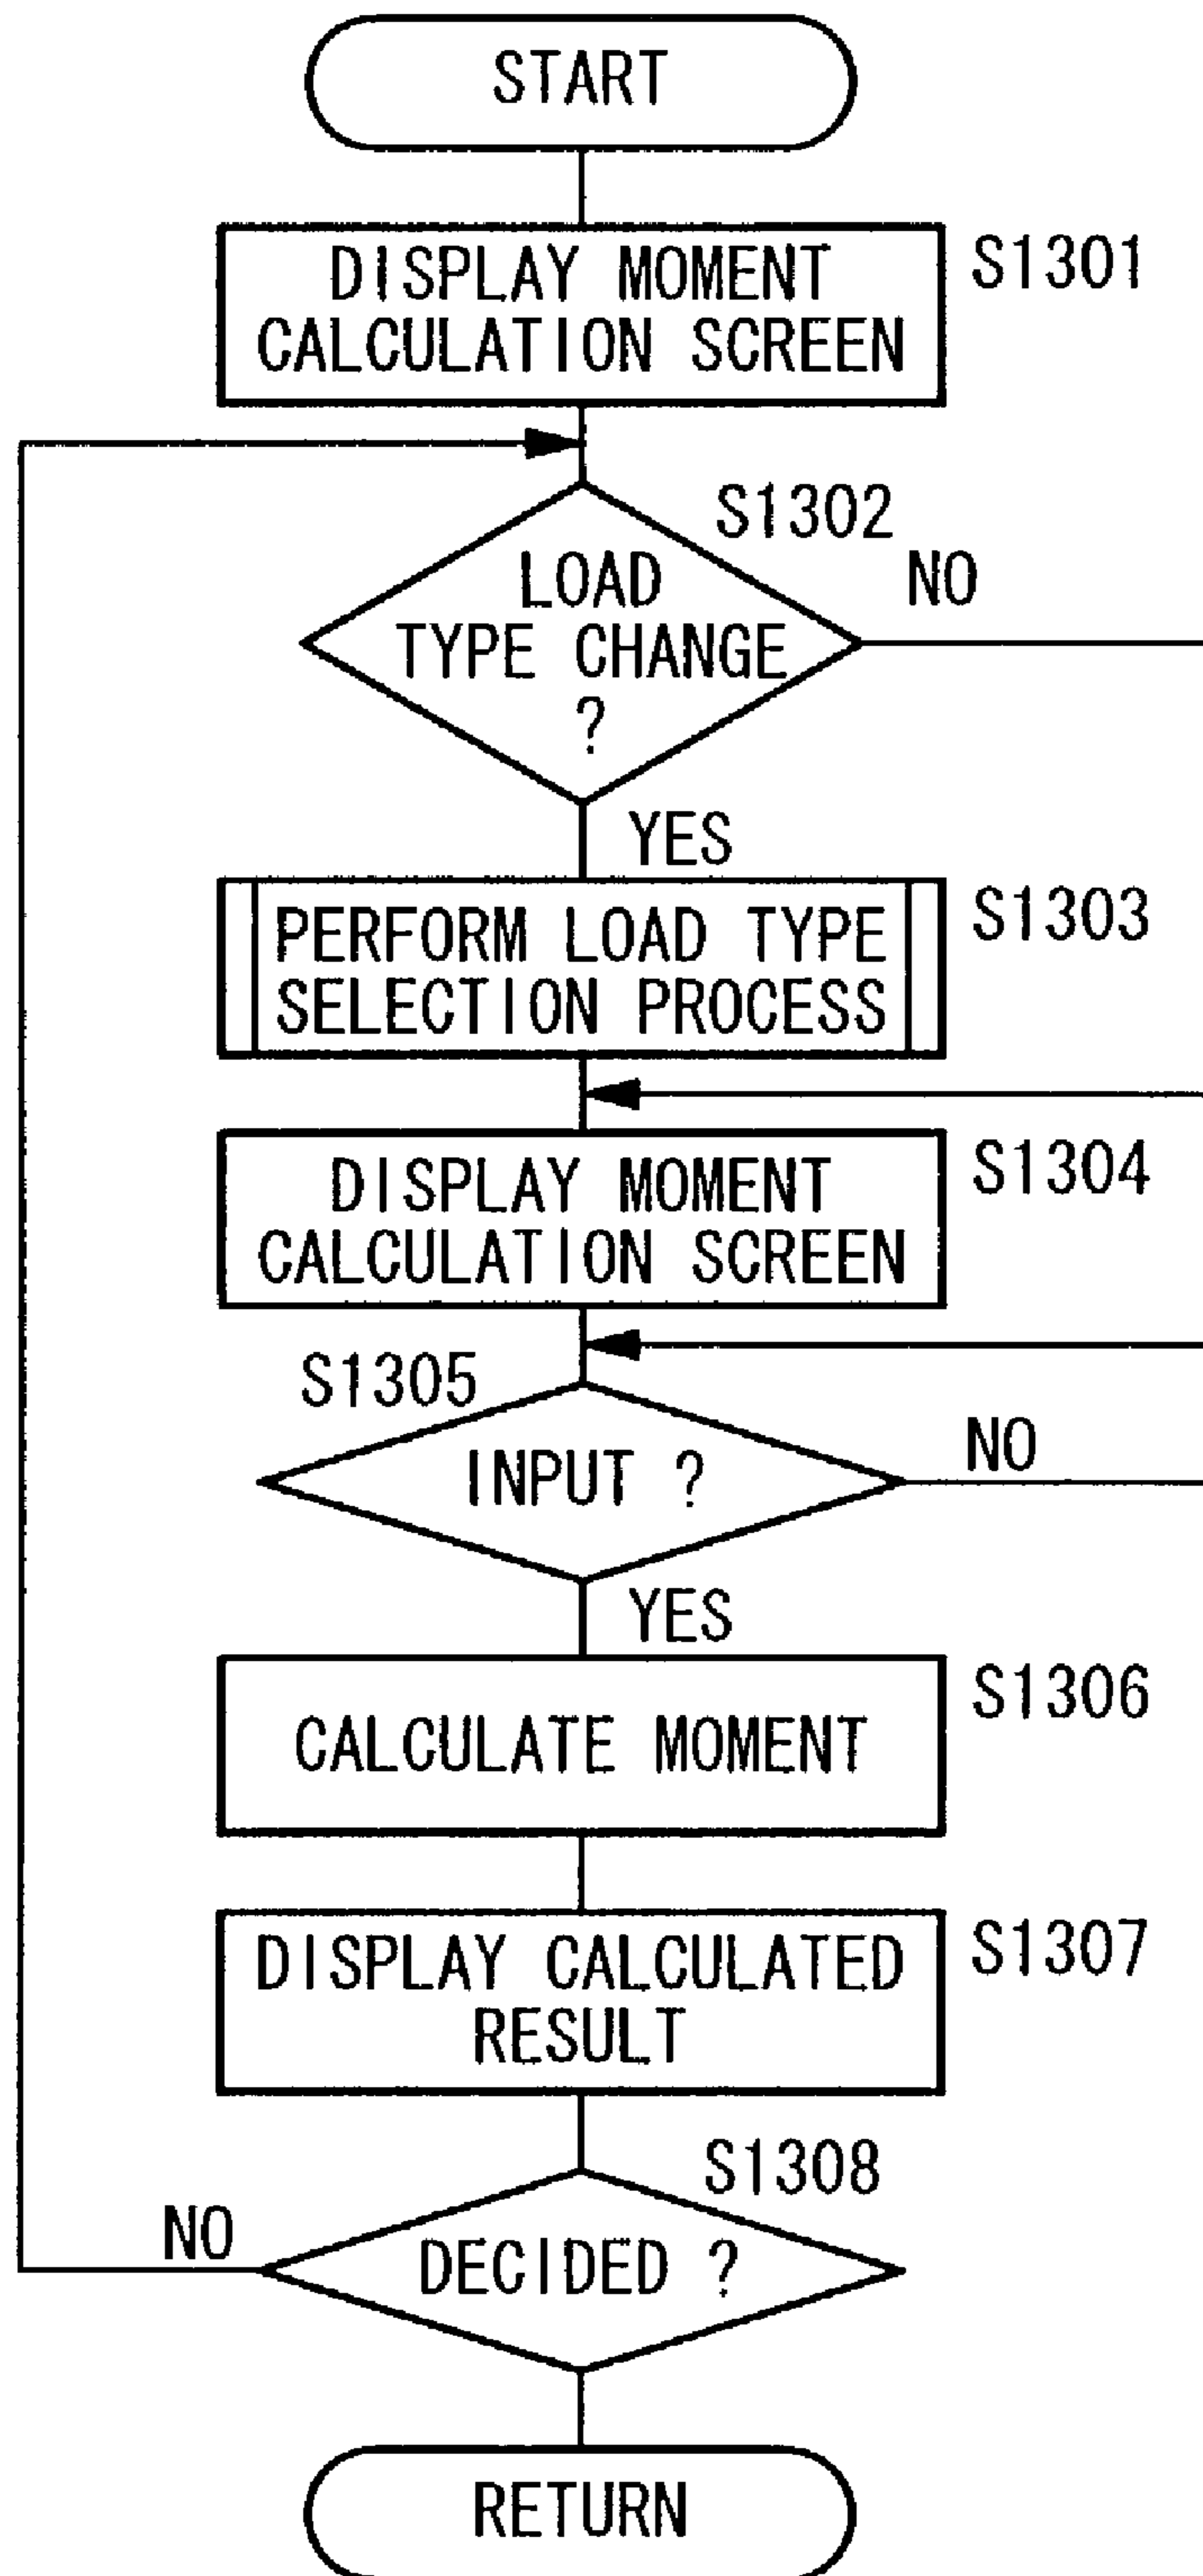 START
DISPLAY MOMENT
CALCULATION SCREEN
S1301
S1302
LOAD
TYPE CHANGE
?
NO
YES
PERFORM LOAD TYPE
SELECTION PROCESS
S1303
DISPLAY MOMENT
CALCULATION SCREEN
S1304
S1305
INPUT ?
NO
YES
CALCULATE MOMENT
S1306
DISPLAY CALCULATED
RESULT
S1307
S1308
DECIDED ?
NO
RETURN